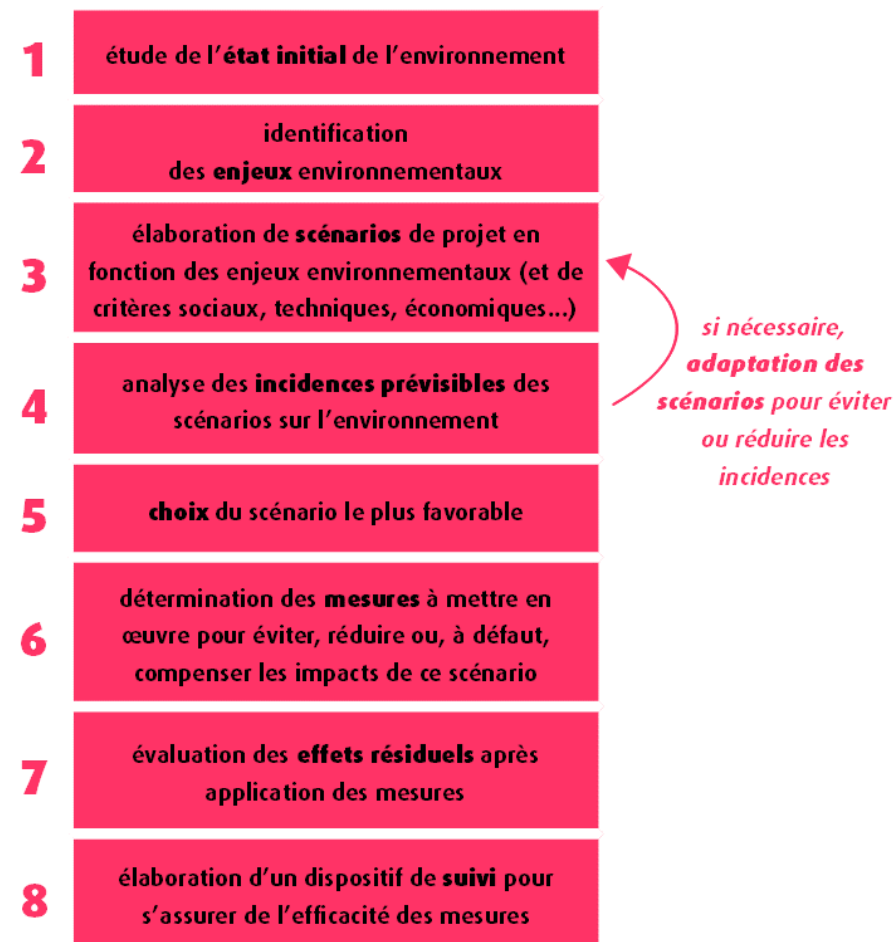 1
étude de l'état initial de l'environnement
2
identification
des enjeux environnementaux
3
élaboration de scénarios de projet en
fonction des enjeux environnementaux (et de
critères sociaux, techniques, économiques...)
4
analyse des incidences prévisibles des
scénarios sur l'environnement
si nécessaire,
adaptation des
scénarios pour éviter
ou réduire les
incidences
5
choix du scénario le plus favorable
6
détermination des mesures à mettre en
œuvre pour éviter, réduire ou, à défaut,
compenser les impacts de ce scénario
7
évaluation des effets résiduels après
application des mesures
8
élaboration d'un dispositif de suivi pour
s'assurer de l'efficacité des mesures